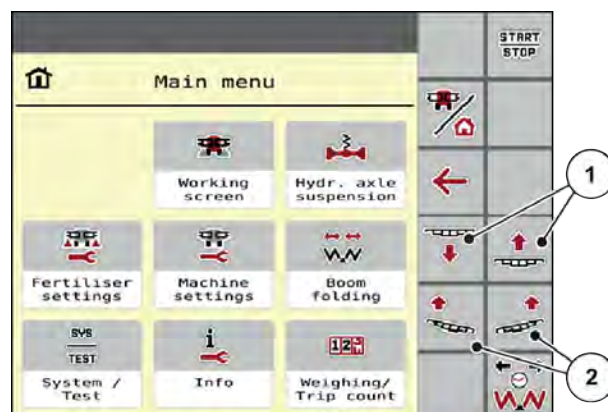 START
STOP
Main menu
Working
screen
Hydr. axle
suspension
1
Fertiliser
settings
Machine
settings
Boom
folding
SYS
TEST
System /
Test
i
Info
123
Weighing/
Trip count
2